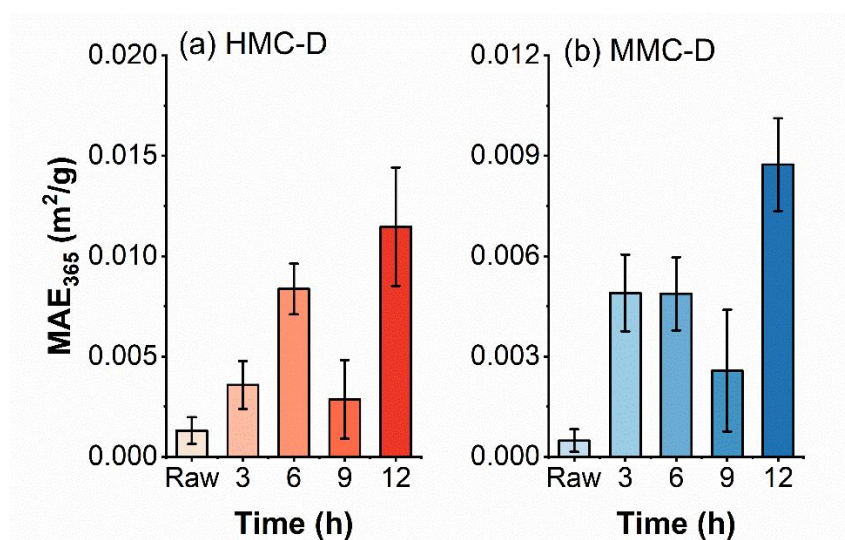 (a) HMC-D
MAE₃₆₅ (m²/g)
0.020
0.015
0.010
0.005
0.000
Raw 3 6 9 12
Time (h)
(b) MMC-D
0.012
0.009
0.006
0.003
0.000
Raw 3 6 9 12
Time (h)